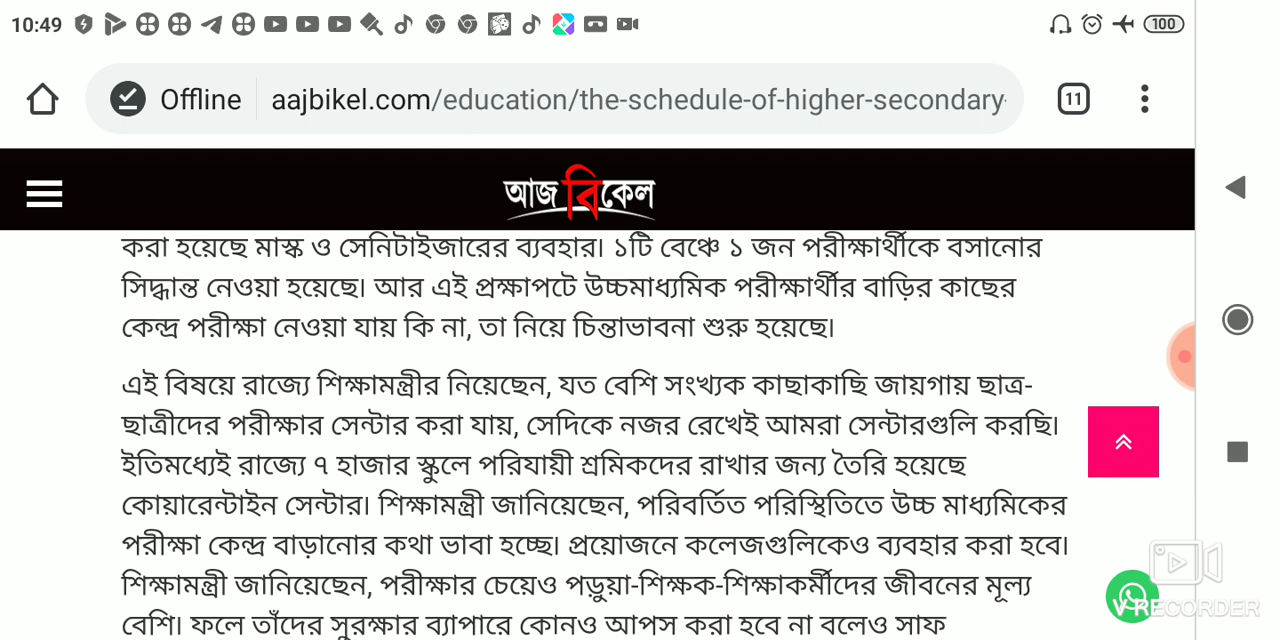 10:49
100
Offline
aajbikel.com/education/the-schedule-of-higher-secondary-
11
আজ বিকেল
করা হয়েছে মাস্ক ও সেনিটাইজারের ব্যবহার। ১টি বেঞ্চে ১ জন পরীক্ষার্থীকে বসানোর
সিদ্ধান্ত নেওয়া হয়েছে। আর এই প্রক্ষাপটে উচ্চমাধ্যমিক পরীক্ষার্থীর বাড়ির কাছের
কেন্দ্র পরীক্ষা নেওয়া যায় কি না, তা নিয়ে চিন্তাভাবনা শুরু হয়েছে।
এই বিষয়ে রাজ্যে শিক্ষামন্ত্রীর নিয়েছেন, যত বেশি সংখ্যক কাছাকাছি জায়গায় ছাত্র-
ছাত্রীদের পরীক্ষার সেন্টার করা যায়, সেদিকে নজর রেখেই আমরা সেন্টারগুলি করছি।
ইতিমধ্যেই রাজ্যে ৭ হাজার স্কুলে পরিযায়ী শ্রমিকদের রাখার জন্য তৈরি হয়েছে
কোয়ারেন্টাইন সেন্টার। শিক্ষামন্ত্রী জানিয়েছেন, পরিবর্তিত পরিস্থিতিতে উচ্চ মাধ্যমিকের
পরীক্ষা কেন্দ্র বাড়ানোর কথা ভাবা হচ্ছে। প্রয়োজনে কলেজগুলিকেও ব্যবহার করা হবে।
শিক্ষামন্ত্রী জানিয়েছেন, পরীক্ষার চেয়েও পড়ুয়া-শিক্ষক-শিক্ষাকর্মীদের জীবনের মূল্য
বেশি। ফলে তাঁদের সুরক্ষার ব্যাপারে কোনও আপস করা হবে না বলেও সাফ
V RECORDER